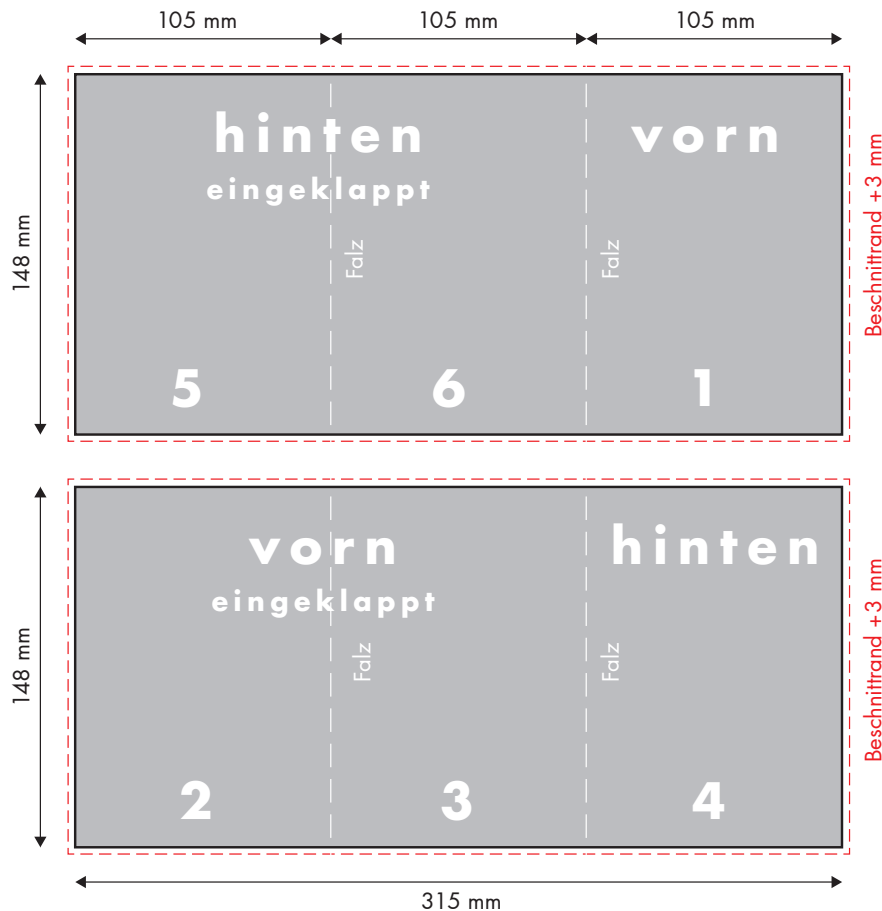 105 mm 105 mm 105 mm
hinten vorn
eingeklappt
148 mm
Falz Falz
Beschnittrand +3 mm
5 6 1
vorn hinten
eingeklappt
148 mm
Falz Falz
Beschnittrand +3 mm
2 3 4
315 mm